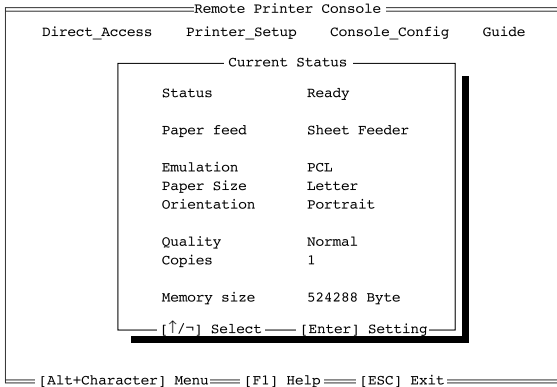 Remote Printer Console
Direct_Access Printer_Setup Console_Config Guide
Current Status
Status Ready
Paper feed Sheet Feeder
Emulation PCL
Paper Size Letter
Orientation Portrait
Quality Normal
Copies 1
Memory size 524288 Byte
[↑/¬] Select [Enter] Setting
[Alt+Character] Menu [F1] Help [ESC] Exit